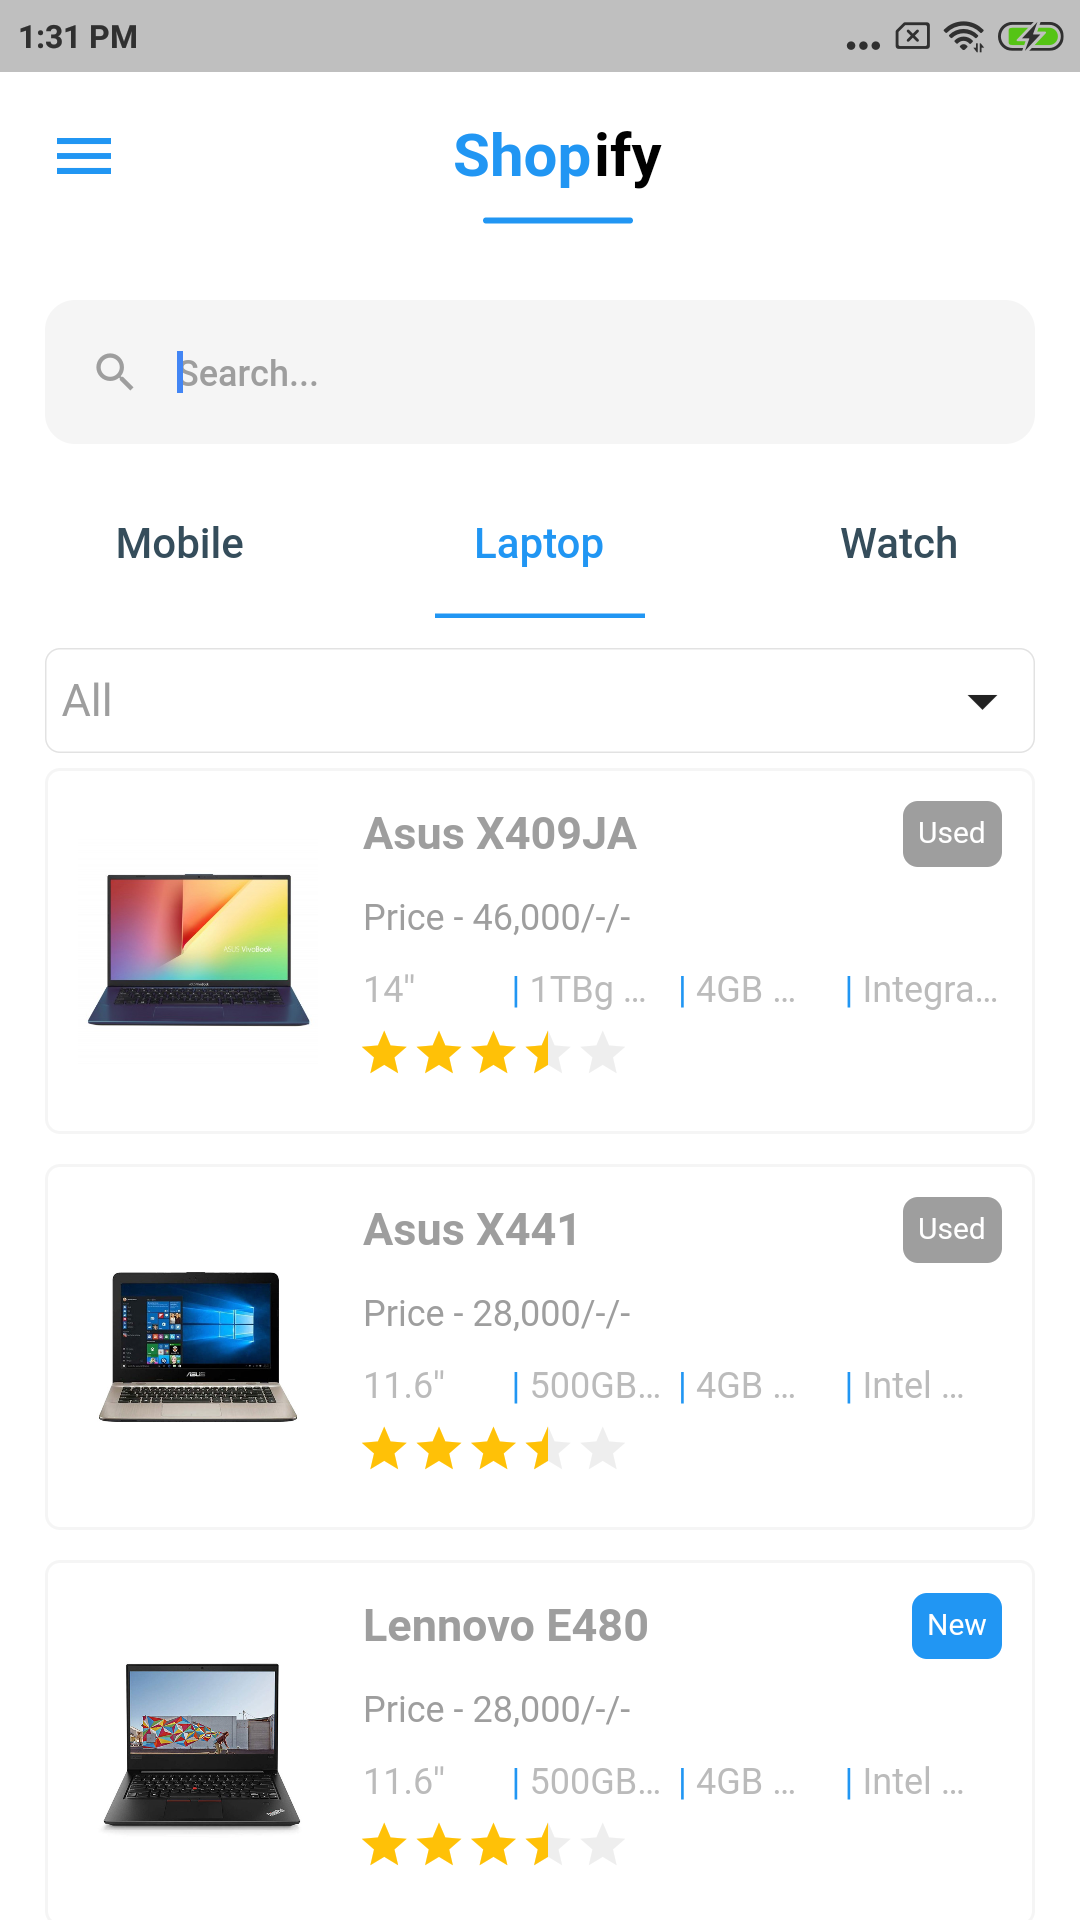 1:31 PM
Shopify
Search...
Mobile Laptop Watch
All
Asus X409JA Used
Price - 46,000/-/-
14" | 1TBg ... | 4GB ... | Integra...
Asus X441 Used
Price - 28,000/-/-
11.6" | 500GB... | 4GB ... | Intel ...
Lennovo E480 New
Price - 28,000/-/-
11.6" | 500GB... | 4GB ... | Intel ...